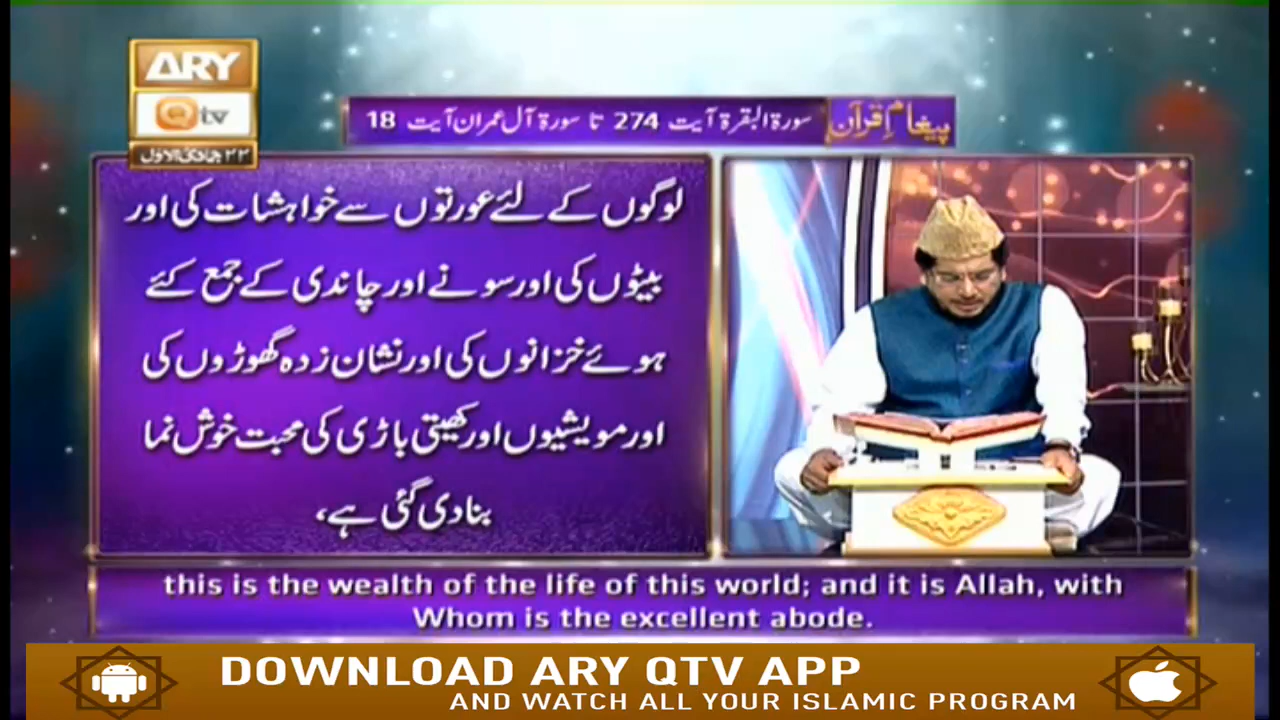 ARY
Qtv
۲۲ جمادی الاول
پیغام قرآن
سورۃ البقرۃ آیت 274 تا سورۃ آل عمران آیت 18
لوگوں کے لئے عورتوں سے خواہشات کی اور
بیٹوں کی اور سونے اور چاندی کے جمع کئے
ہوئے خزانوں کی اور نشان زدہ گھوڑوں کی
اور مویشیوں اور کھیتی باڑی کی محبت خوش نما
بنا دی گئی ہے،
this is the wealth of the life of this world; and it is Allah, with
Whom is the excellent abode.
DOWNLOAD ARY QTV APP
AND WATCH ALL YOUR ISLAMIC PROGRAM